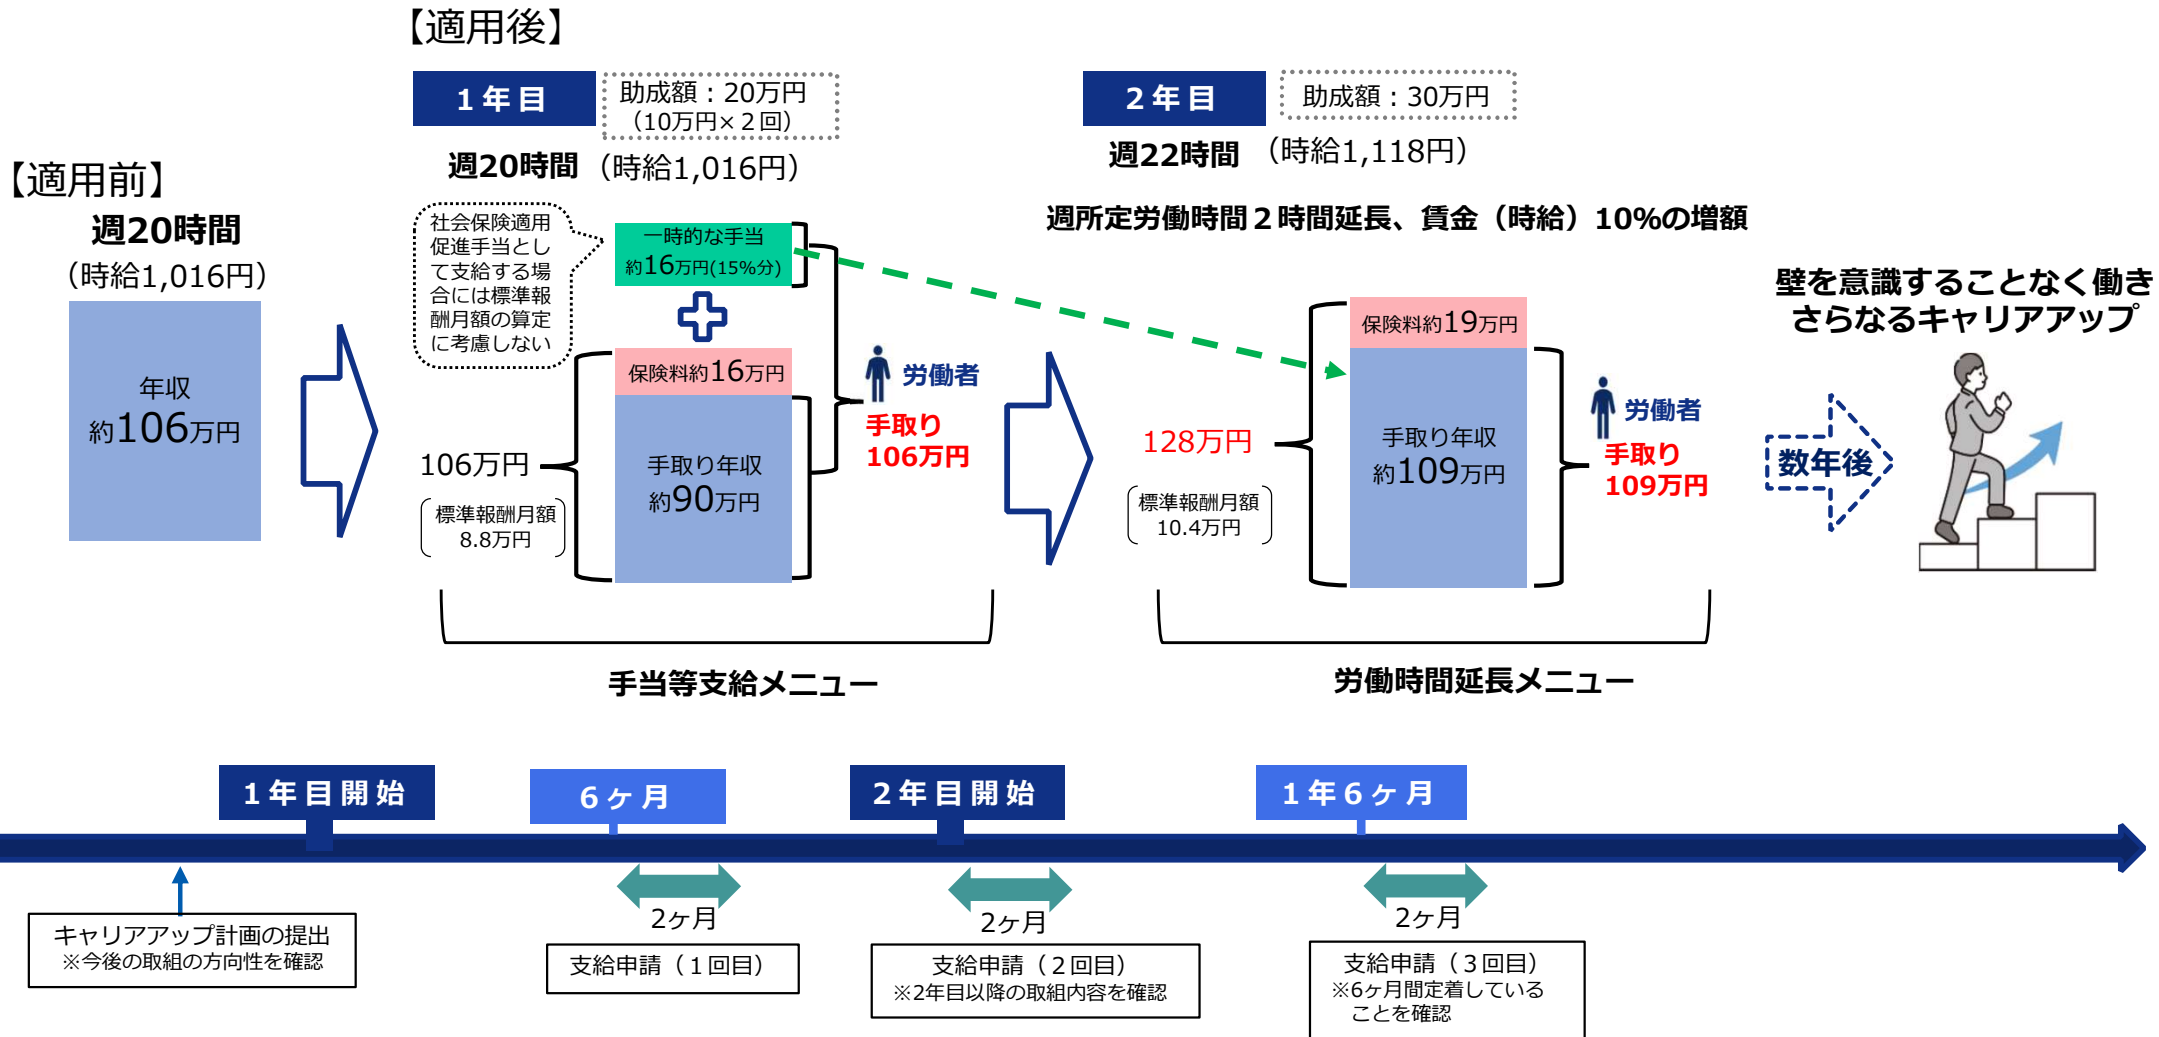 【適用後】
1年目
助成額：20万円
（10万円×２回）
週20時間（時給1,016円）
2年目
助成額：30万円
週22時間（時給1,118円）
週所定労働時間２時間延長、賃金（時給）10%の増額
【適用前】
週20時間
（時給1,016円）
年収
約106万円
社会保険適用
促進手当とし
て支給する場
合には標準報
酬月額の算定
に考慮しない
一時的な手当
約16万円(15%分)
保険料約16万円
手取り年収
約90万円
106万円
標準報酬月額
8.8万円
労働者
手取り
106万円
手当等支給メニュー
保険料約19万円
手取り年収
約109万円
128万円
標準報酬月額
10.4万円
労働者
手取り
109万円
労働時間延長メニュー
数年後
壁を意識することなく働き
さらなるキャリアアップ
1年目開始
6ヶ月
2年目開始
1年6ヶ月
キャリアアップ計画の提出
※今後の取組の方向性を確認
2ヶ月
支給申請（１回目）
2ヶ月
支給申請（２回目）
※2年目以降の取組内容を確認
2ヶ月
支給申請（３回目）
※6ヶ月間定着している
ことを確認